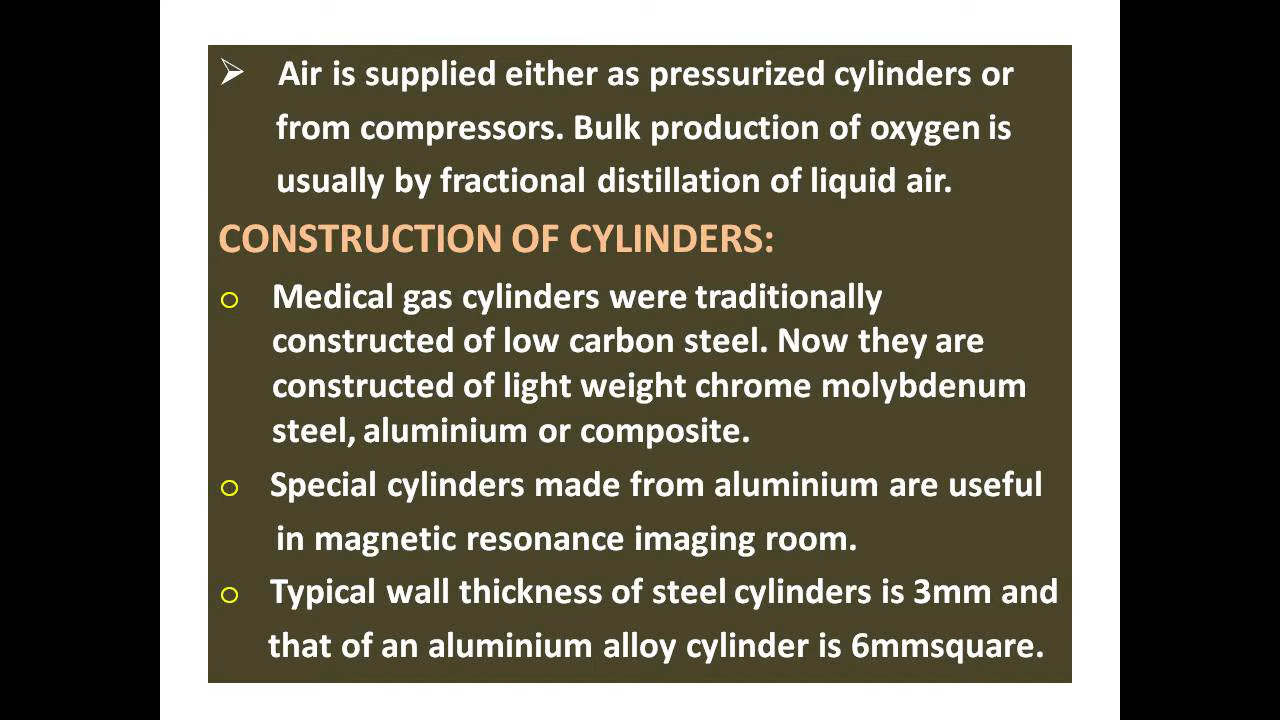 ➢ Air is supplied either as pressurized cylinders or
from compressors. Bulk production of oxygen is
usually by fractional distillation of liquid air.
CONSTRUCTION OF CYLINDERS:
o Medical gas cylinders were traditionally
constructed of low carbon steel. Now they are
constructed of light weight chrome molybdenum
steel, aluminium or composite.
o Special cylinders made from aluminium are useful
in magnetic resonance imaging room.
o Typical wall thickness of steel cylinders is 3mm and
that of an aluminium alloy cylinder is 6mmsquare.